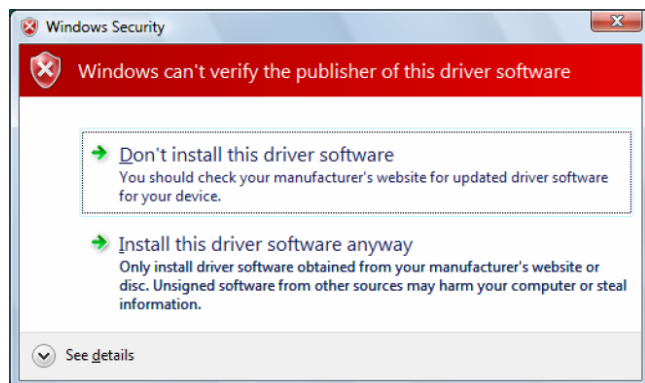 Windows Security
Windows can't verify the publisher of this driver software
Don't install this driver software
You should check your manufacturer's website for updated driver software
for your device.
Install this driver software anyway
Only install driver software obtained from your manufacturer's website or
disc. Unsigned software from other sources may harm your computer or steal
information.
See details